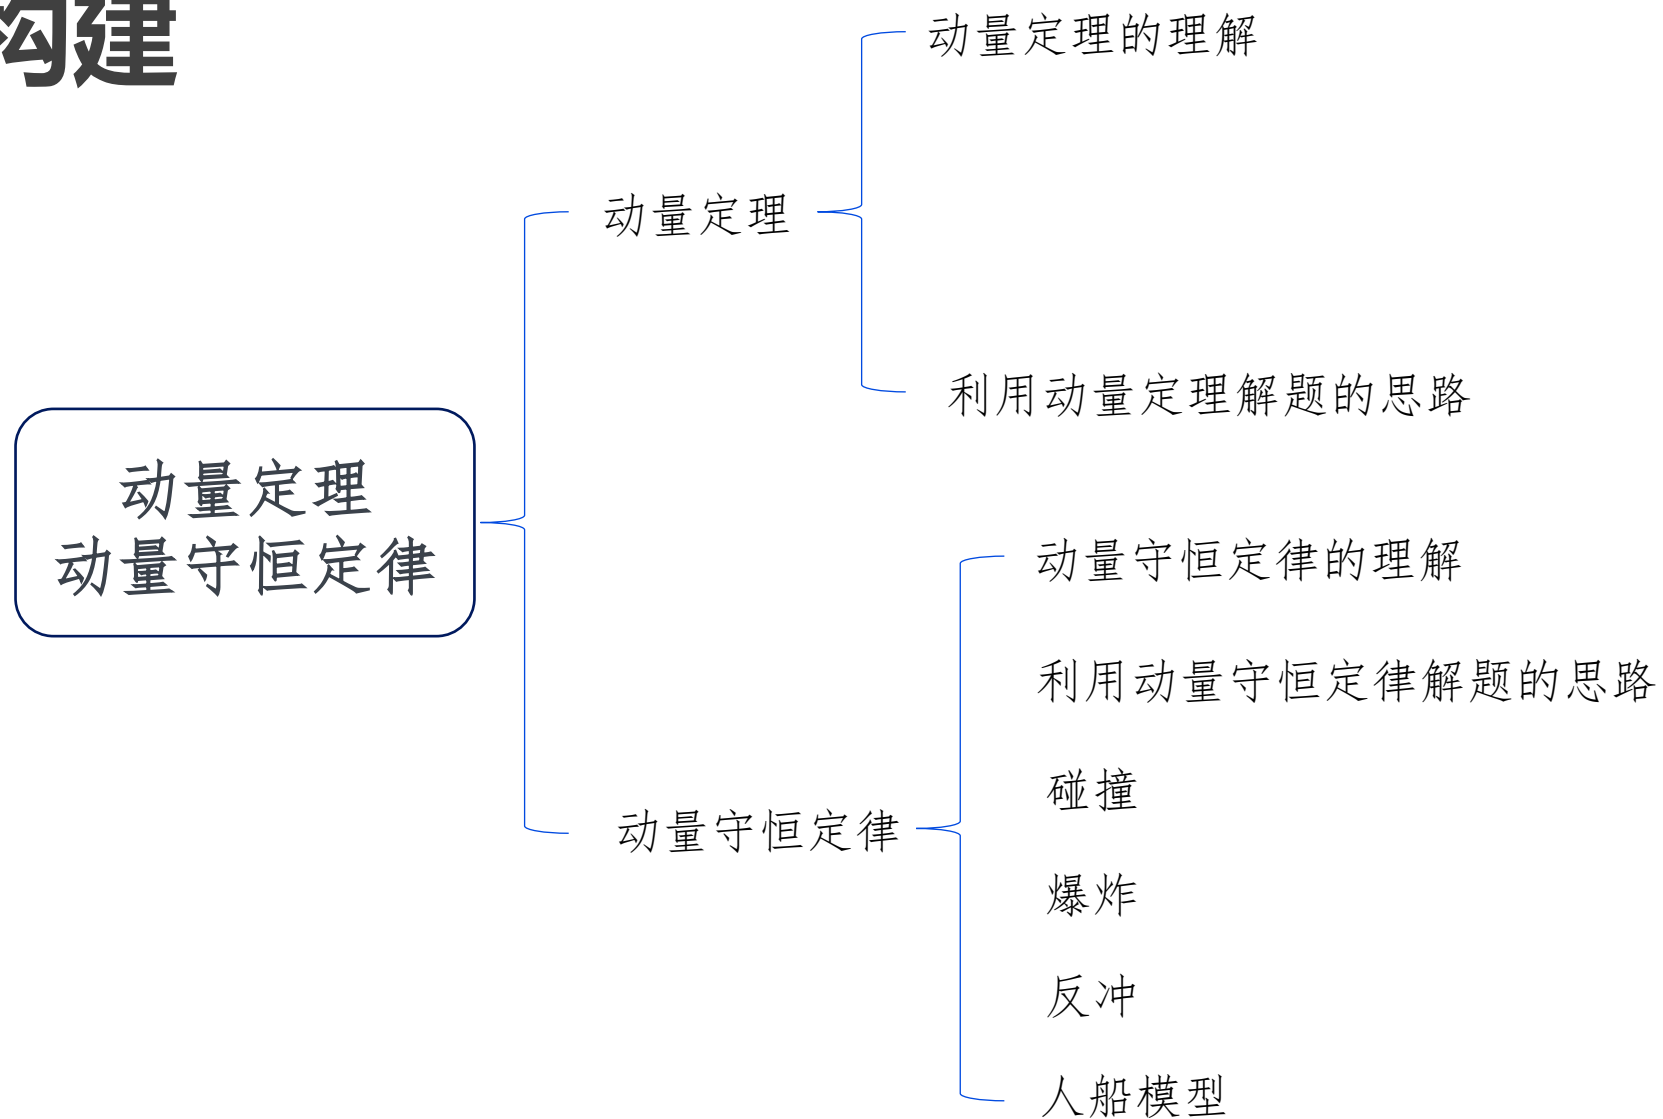 构建
动量定理的理解
动量定理
利用动量定理解题的思路
动量定理
动量守恒定律
动量守恒定律的理解
利用动量守恒定律解题的思路
碰撞
动量守恒定律
爆炸
反冲
人船模型